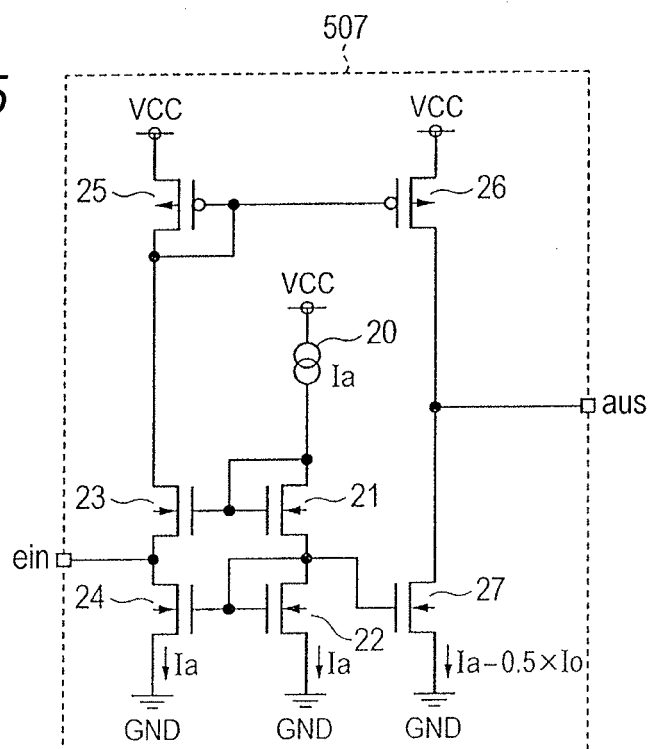 507
VCC
VCC
25
26
VCC
20
Ia
aus
23
21
ein
24
22
27
Ia
Ia
Ia-0.5×Io
GND
GND
GND